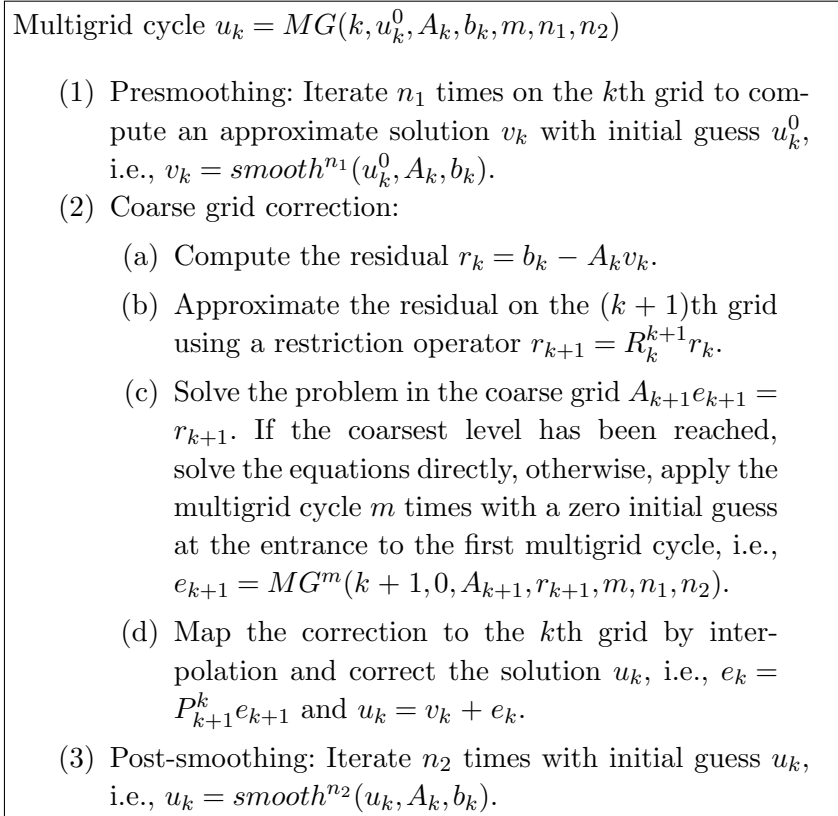 Multigrid cycle $u_k = MG(k, u_k^0, A_k, b_k, m, n_1, n_2)$
(1) Presmoothing: Iterate $n_1$ times on the $k$th grid to com-
pute an approximate solution $v_k$ with initial guess $u_k^0$,
i.e., $v_k = smooth^{n_1}(u_k^0, A_k, b_k)$.
(2) Coarse grid correction:
(a) Compute the residual $r_k = b_k - A_k v_k$.
(b) Approximate the residual on the $(k + 1)$th grid
using a restriction operator $r_{k+1} = R_k^{k+1} r_k$.
(c) Solve the problem in the coarse grid $A_{k+1} e_{k+1} =$
$r_{k+1}$. If the coarsest level has been reached,
solve the equations directly, otherwise, apply the
multigrid cycle $m$ times with a zero initial guess
at the entrance to the first multigrid cycle, i.e.,
$e_{k+1} = MG^m(k + 1, 0, A_{k+1}, r_{k+1}, m, n_1, n_2)$.
(d) Map the correction to the $k$th grid by inter-
polation and correct the solution $u_k$, i.e., $e_k =$
$P_{k+1}^k e_{k+1}$ and $u_k = v_k + e_k$.
(3) Post-smoothing: Iterate $n_2$ times with initial guess $u_k$,
i.e., $u_k = smooth^{n_2}(u_k, A_k, b_k)$.